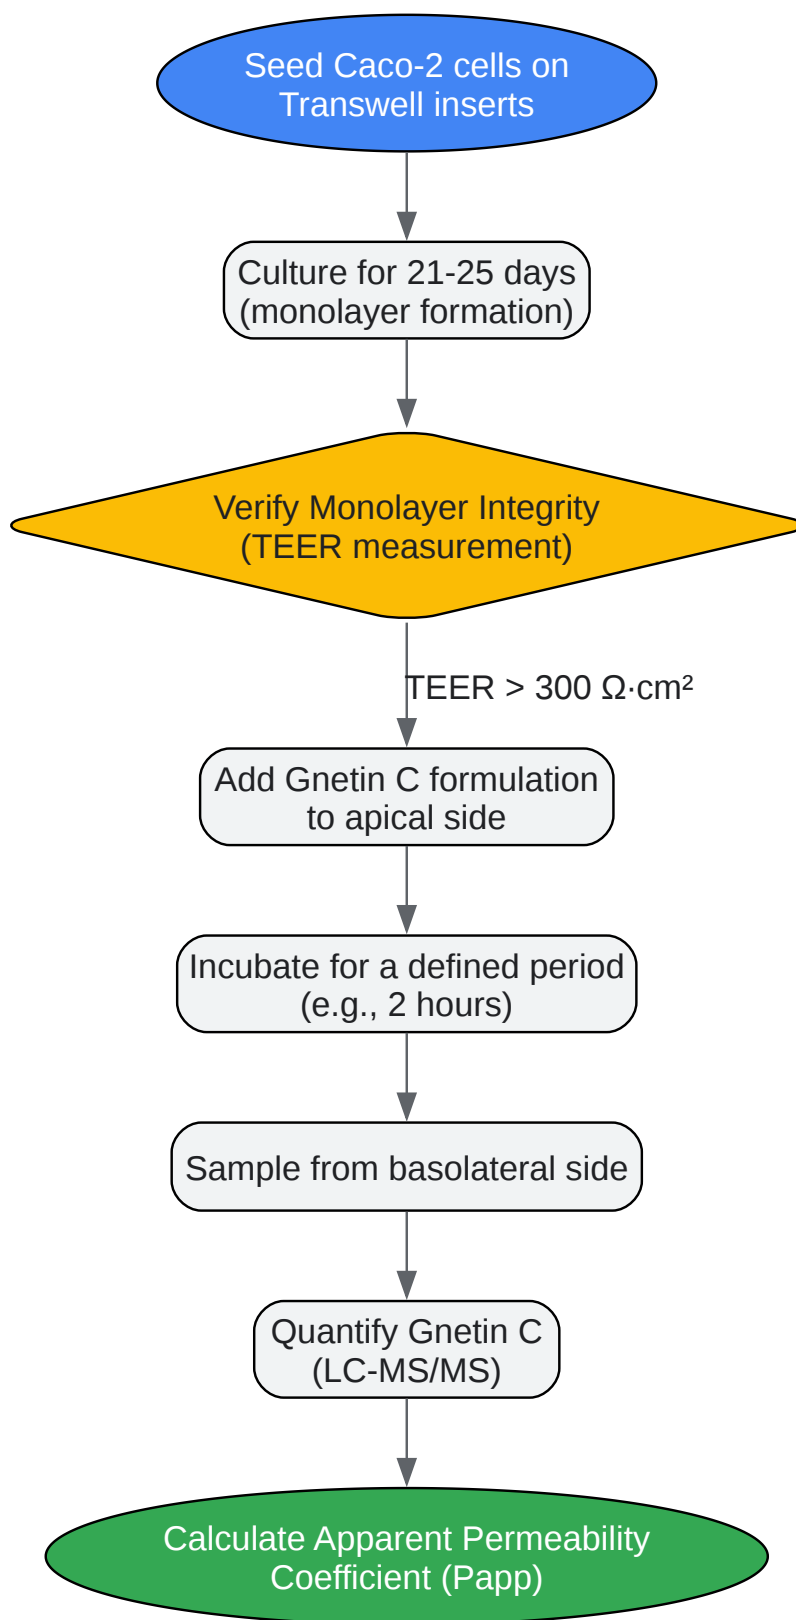 Seed Caco-2 cells on
Transwell inserts
Culture for 21-25 days
(monolayer formation)
Verify Monolayer Integrity
(TEER measurement)
TEER > 300 Ω·cm²
Add Gnetin C formulation
to apical side
Incubate for a defined period
(e.g., 2 hours)
Sample from basolateral side
Quantify Gnetin C
(LC-MS/MS)
Calculate Apparent Permeability
Coefficient (Papp)